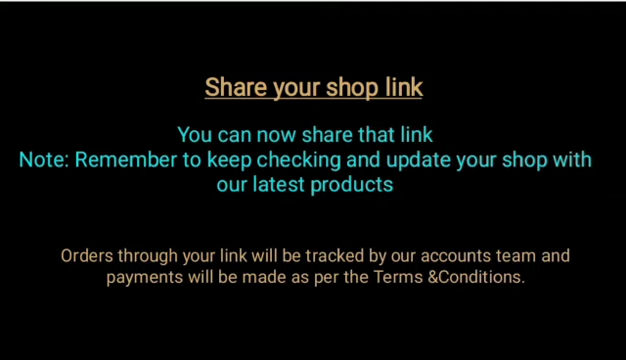 Share your shop link
You can now share that link
Note: Remember to keep checking and update your shop with
our latest products
Orders through your link will be tracked by our accounts team and
payments will be made as per the Terms &Conditions.